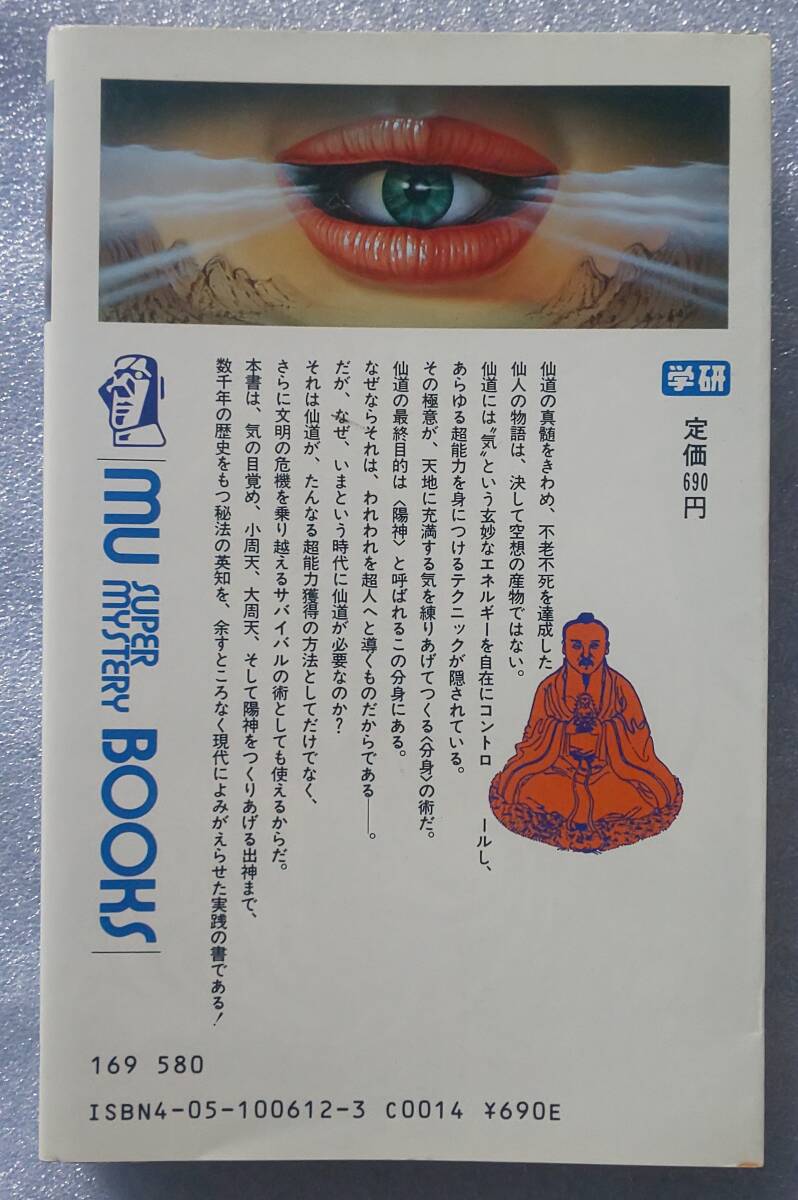 学研
定価690円
仙道の真髄をきわめ、不老不死を達成した
仙人の物語は、決して空想の産物ではない。
仙道には〝気〟という玄妙なエネルギーを自在にコントロールし、
あらゆる超能力を身につけるテクニックが隠されている。
その極意が、天地に充満する気を練りあげてつくる〈分身〉の術だ。
仙道の最終目的は〈陽神〉と呼ばれるこの分身にある。
なぜならそれは、われわれを超人へと導くものだからである――。
だが、なぜ、いまという時代に仙道が必要なのか?
それは仙道が、たんなる超能力獲得の方法としてだけでなく、
さらに文明の危機を乗り越えるサバイバルの術としても使えるからだ。
本書は、気の目覚め、小周天、大周天、そして陽神をつくりあげる出神まで、
数千年の歴史をもつ秘法の英知を、余すところなく現代によみがえらせた実践の書である!
MU SUPER MYSTERY BOOKS
169 580
ISBN4-05-100612-3 C0014 ¥690E